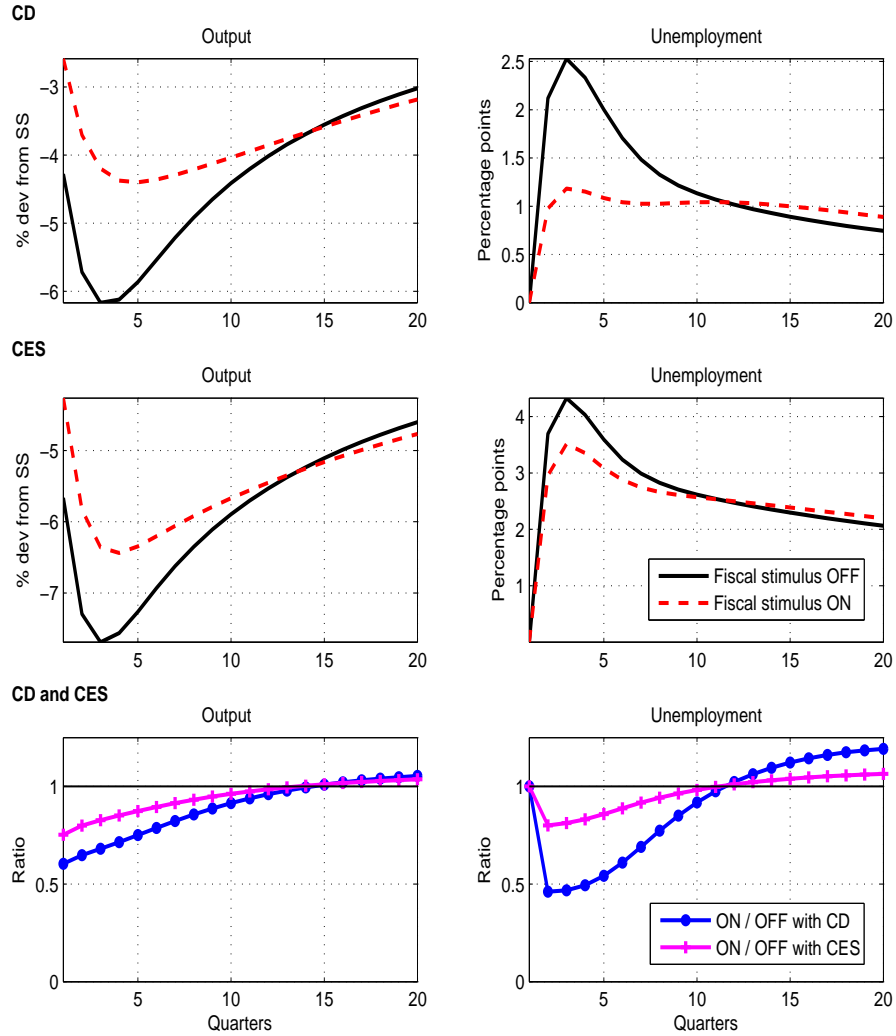 CD
Output
Unemployment
% dev from SS
−3
−4
−5
−6
5
10
15
20
Percentage points
2.5
2
1.5
1
0.5
0
5
10
15
20
CES
Output
Unemployment
% dev from SS
−5
−6
−7
5
10
15
20
Percentage points
4
3
2
1
Fiscal stimulus OFF
Fiscal stimulus ON
5
10
15
20
CD and CES
Output
Unemployment
Ratio
1
0.5
0
5
10
15
20
Quarters
Ratio
1
0.5
0
ON / OFF with CD
ON / OFF with CES
5
10
15
20
Quarters